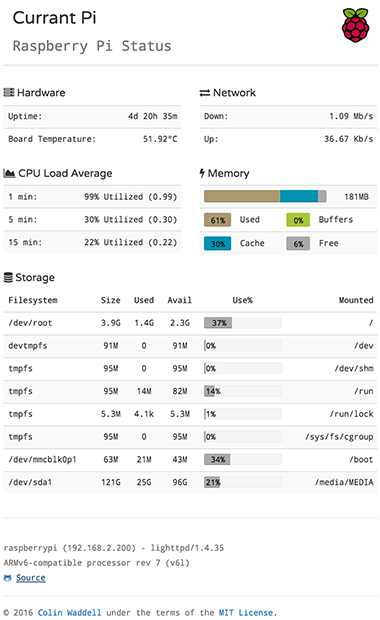 Currant Pi
Raspberry Pi Status
Hardware
Uptime: 4d 20h 35m
Board Temperature: 51.92°C
Network
Down: 1.09 Mb/s
Up: 36.67 Kb/s
CPU Load Average
1 min: 99% Utilized (0.99)
5 min: 30% Utilized (0.30)
15 min: 22% Utilized (0.22)
Memory
181MB
61% Used 0% Buffers
30% Cache 6% Free
Storage
Filesystem Size Used Avail Use% Mounted
/dev/root 3.9G 1.4G 2.3G 37% /
devtmpfs 91M 0 91M 0% /dev
tmpfs 95M 0 95M 0% /dev/shm
tmpfs 95M 14M 82M 14% /run
tmpfs 5.3M 4.1k 5.3M 1% /run/lock
tmpfs 95M 0 95M 0% /sys/fs/cgroup
/dev/mmcblk0p1 63M 21M 43M 34% /boot
/dev/sda1 121G 25G 96G 21% /media/MEDIA
raspberrypi (192.168.2.200) - lighttpd/1.4.35
ARMv6-compatible processor rev 7 (v6l)
Source
© 2016 Colin Waddell under the terms of the MIT License.